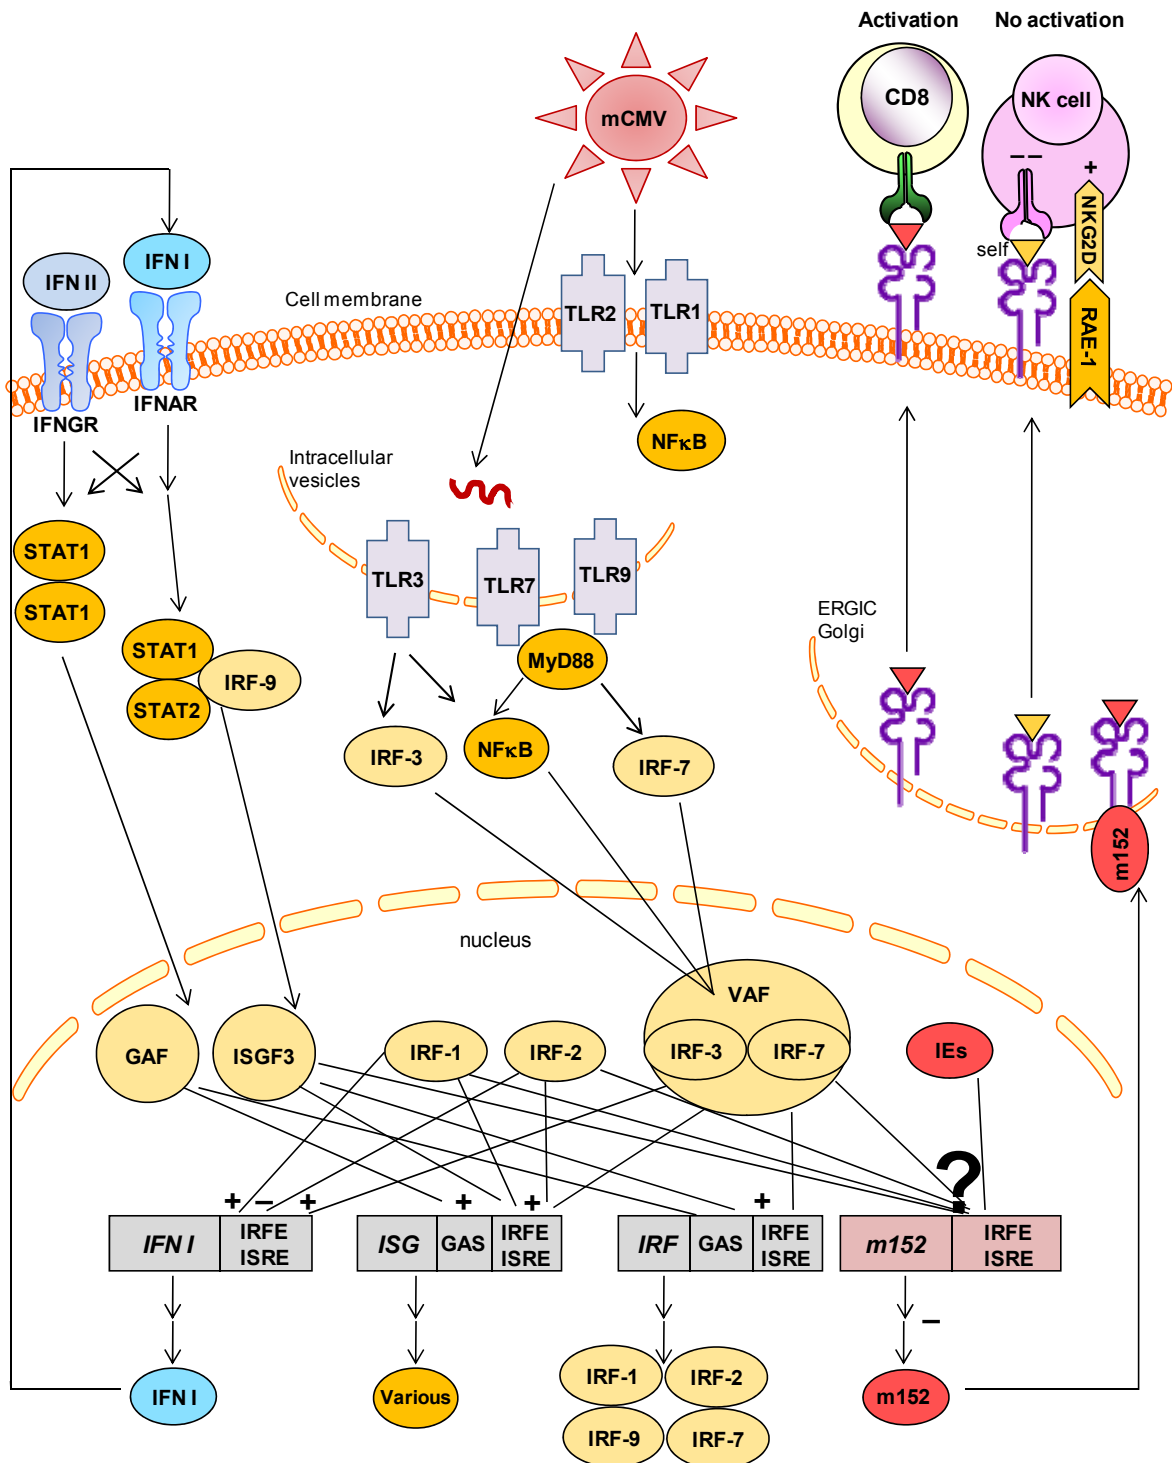 Activation
No activation
mCMV
CD8
NK cell
– –
+
NKG2D
self
RAE-1
IFN I
IFN II
Cell membrane
TLR2
TLR1
IFNAR
IFNGR
NFκB
Intracellular
vesicles
STAT1
STAT1
TLR3
TLR7
TLR9
ERGIC
Golgi
STAT1
STAT2
IRF-9
MyD88
IRF-3
NFκB
IRF-7
m152
nucleus
VAF
GAF
ISGF3
IRF-1
IRF-2
IRF-3
IRF-7
IEs
?
+
–
+
+
+
+
IFN I
IRFE
ISRE
ISG
GAS
IRFE
ISRE
IRF
GAS
IRFE
ISRE
m152
IRFE
ISRE
–
IFN I
Various
IRF-1
IRF-2
IRF-9
IRF-7
m152